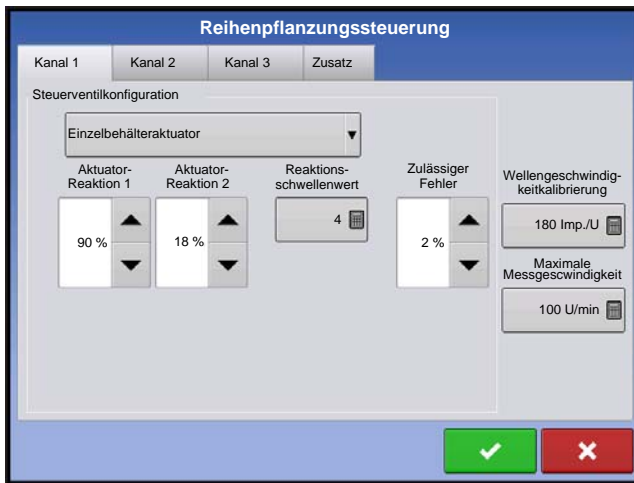 Reihenpflanzungssteuerung
Kanal 1
Kanal 2
Kanal 3
Zusatz
Steuerventilkonfiguration
Einzelbehälteraktuator
Aktuator-
Reaktion 1
Aktuator-
Reaktion 2
Reaktions-
schwellenwert
Zulässiger
Fehler
90 %
18 %
4
2 %
Wellengeschwindig-
keitkalibrierung
180 Imp./U
Maximale
Messgescwindigkeit
100 U/min